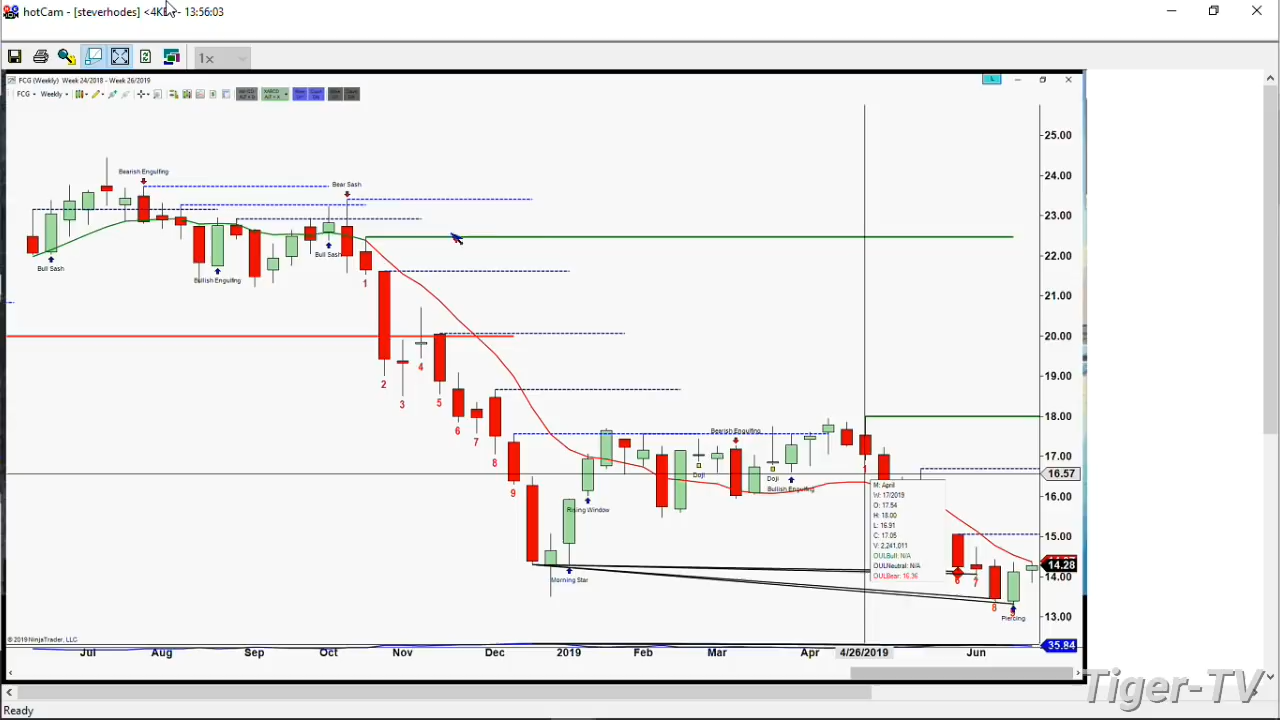 hotCam - [steverhodes] <4KB> - 13:56:03
1x
FCG (Weekly) Week 24/2018 - Week 26/2019
FCG Weekly
25.00
Bearish Engulfing
24.00
Bear Sash
23.00
Bull Sash
Bull Sash
22.00
Bullish Engulfing
1
21.00
20.00
4
19.00
2
3
5
18.00
6
Bearish Engulfing
7
17.00
8
1
Doji
Doji
16.57
Bullish Engulfing
9
16.00
Rising Window
M: April
W: 17/2019
O: 17.54
H: 18.00
L: 16.91
C: 17.05
V: 2,241,011
OULBull: N/A
OULNeutral: N/A
OULBear: 16.36
15.00
14.28
14.00
Morning Star
6
7
8
Piercing
13.00
© 2019 NinjaTrader, LLC.
35.84
Jul Aug Sep Oct Nov Dec 2019 Feb Mar Apr 4/26/2019 Jun
Tiger-TV
Ready